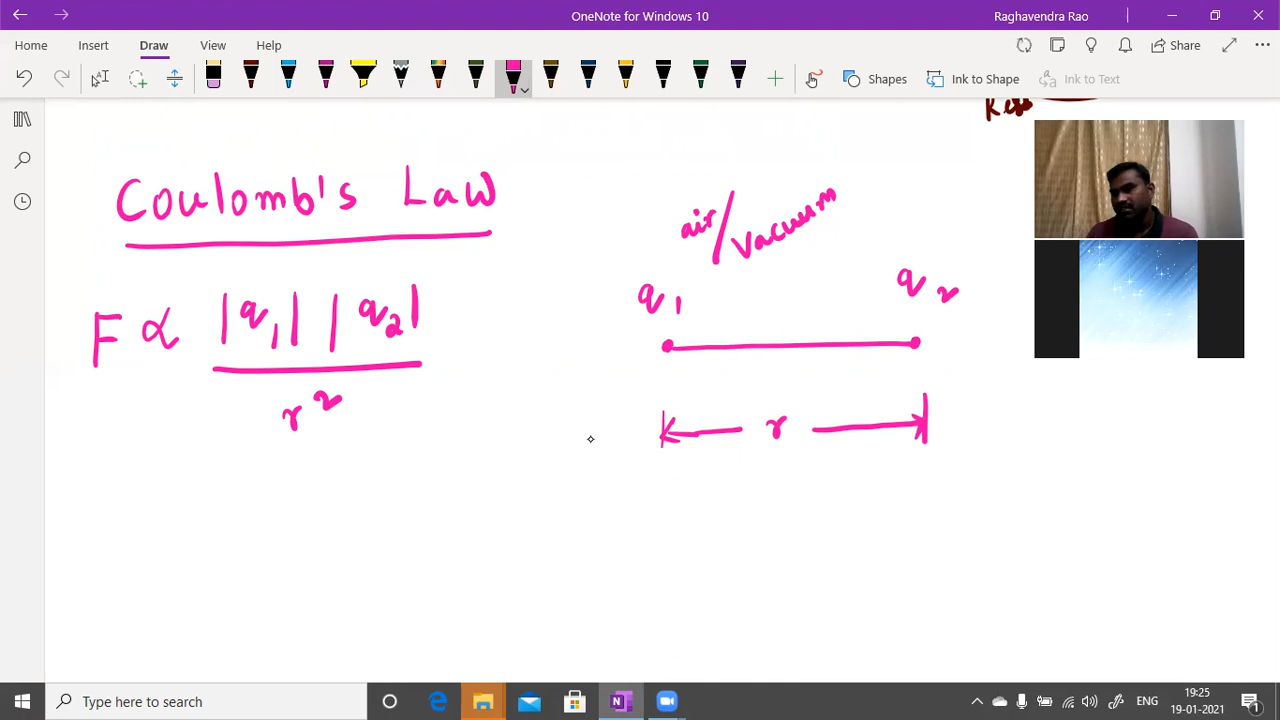 OneNote for Windows 10
Raghavendra Rao
Home Insert Draw View Help
Share
Shapes Ink to Shape Ink to Text
Coulomb's Law
air/vacuum
q1 q2
F ∝ |q1| |q2|
r²
r
Type here to search
ENG
19:25
19-01-2021
1